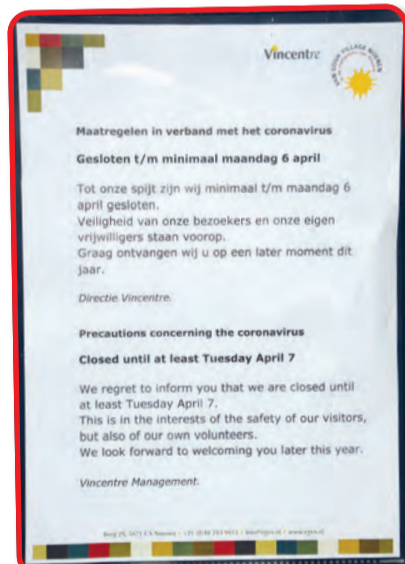 Vincentre
VAN GOGH VILLAGE NUENEN
Maatregelen in verband met het coronavirus
Gesloten t/m minimaal maandag 6 april
Tot onze spijt zijn wij minimaal t/m maandag 6
april gesloten.
Veiligheid van onze bezoekers en onze eigen
vrijwilligers staan voorop.
Graag ontvangen wij u op een later moment dit
jaar.
Directie Vincentre.
Precautions concerning the coronavirus
Closed until at least Tuesday April 7
We regret to inform you that we are closed until
at least Tuesday April 7.
This is in the interests of the safety of our visitors,
but also of our own volunteers.
We look forward to welcoming you later this year.
Vincentre Management.